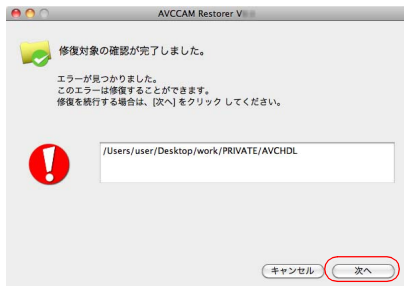 AVCCAM Restorer V
修復対象の確認が完了しました。
エラーが見つかりました。
このエラーは修復することができます。
修復を続行する場合は、[次へ] をクリック してください。
/Users/user/Desktop/work/PRIVATE/AVCHDL
キャンセル
次へ